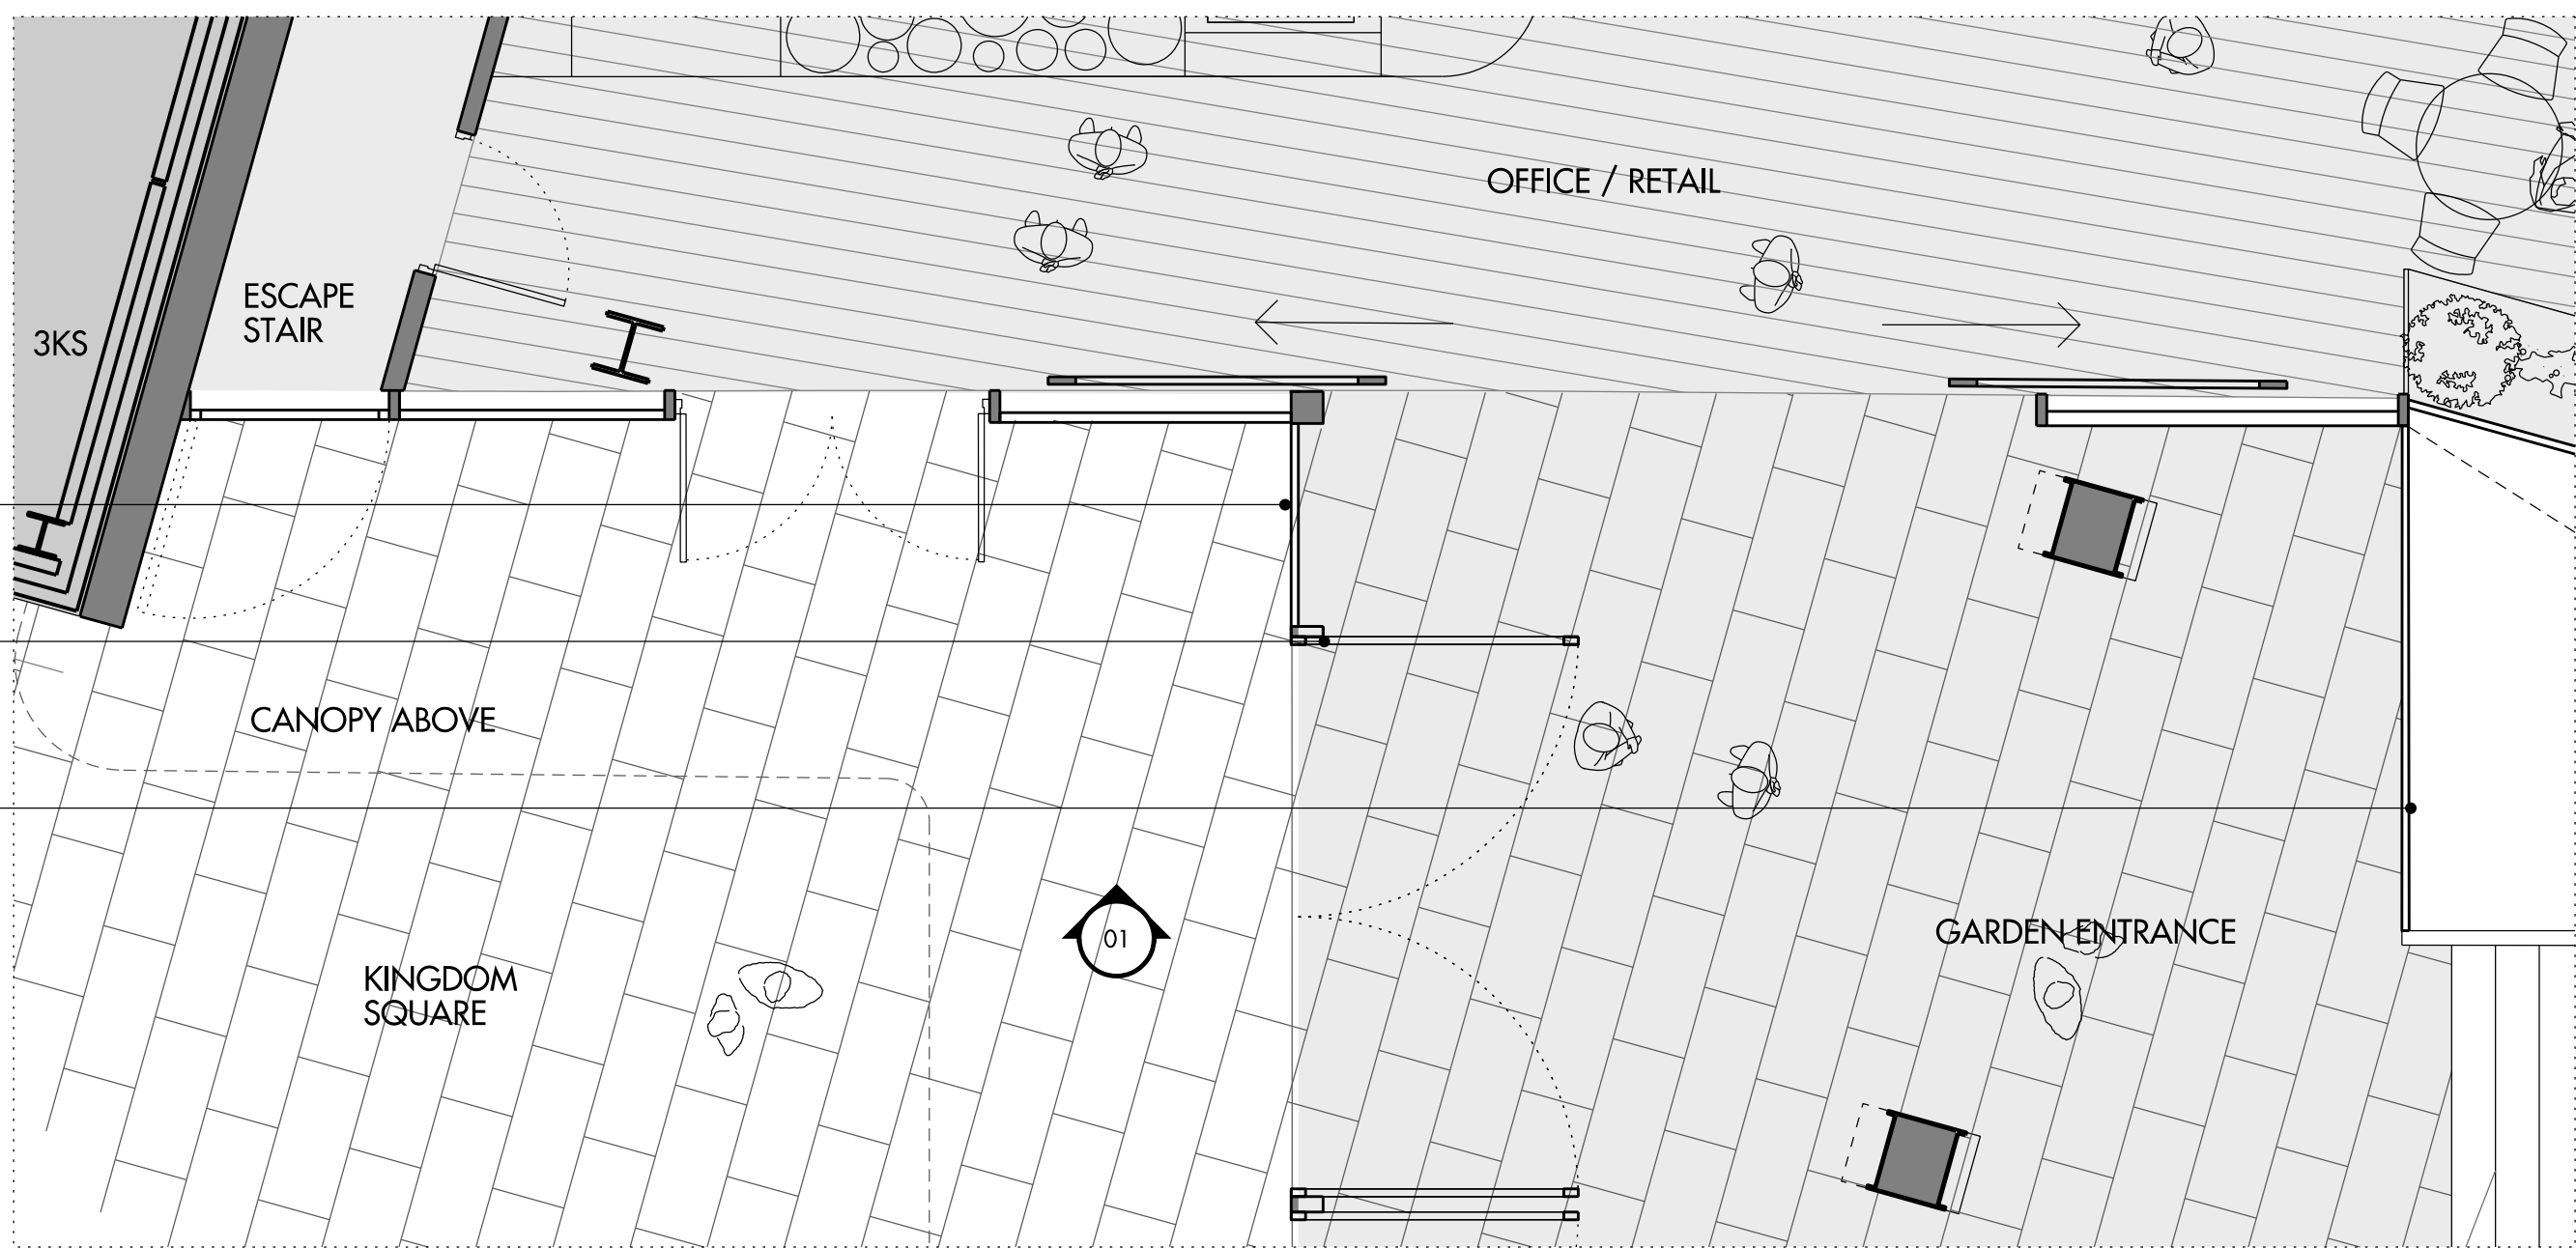 OFFICE / RETAIL
ESCAPE
STAIR
3KS
CANOPY ABOVE
GARDEN ENTRANCE
01
KINGDOM
SQUARE